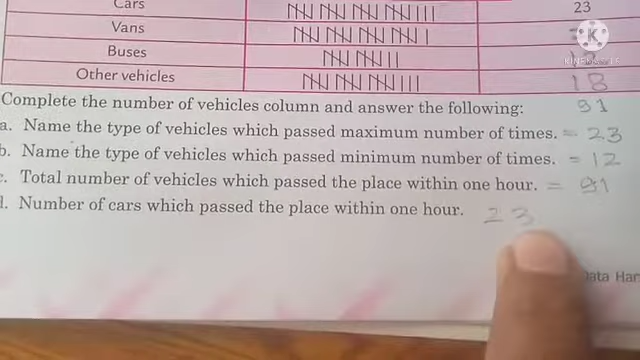 Cars 23
Vans
Buses 12
Other vehicles 18
Complete the number of vehicles column and answer the following: 91
a. Name the type of vehicles which passed maximum number of times. = 23
b. Name the type of vehicles which passed minimum number of times. = 12
c. Total number of vehicles which passed the place within one hour. = 91
d. Number of cars which passed the place within one hour. 23
Data Han